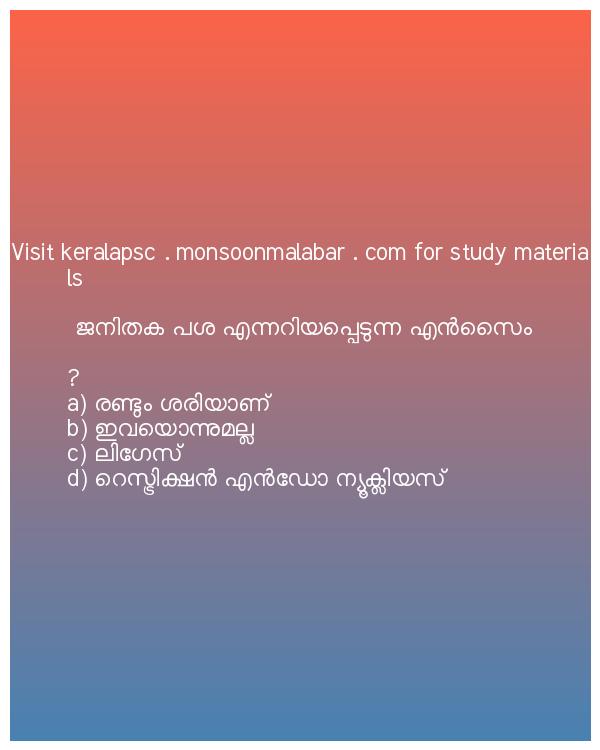 Visit keralapsc . monsoonmalabar . com for study materia
ls
ജനിതക പശ എന്നറിയപ്പെടുന്ന എൻസൈം
?
a) രണ്ടും ശരിയാണ്
b) ഇവയൊന്നുമല്ല
c) ലിഗേസ്
d) റെസ്ട്രിക്ഷൻ എൻഡോ ന്യൂക്ലിയസ്